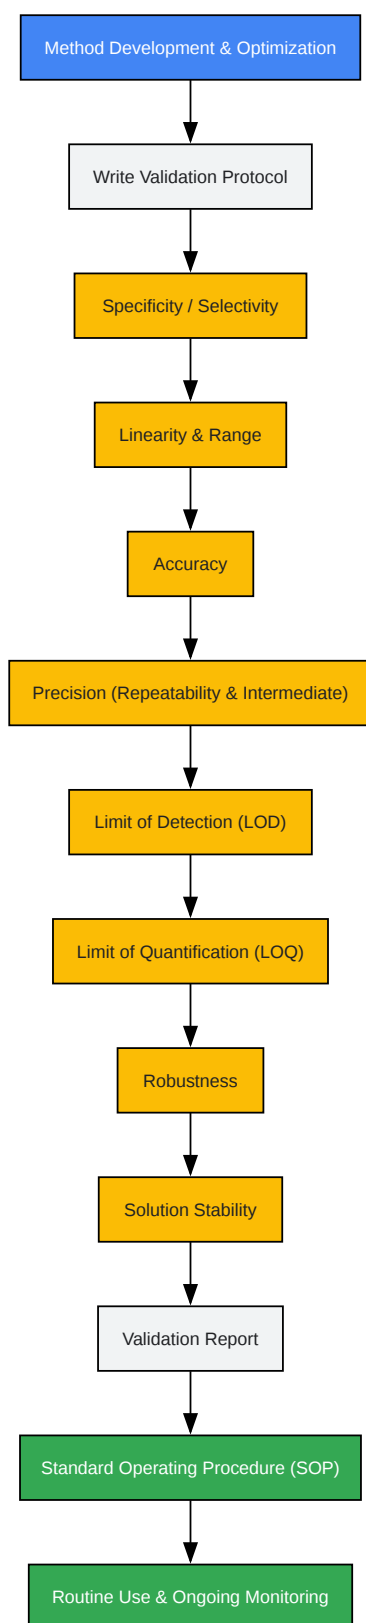 Method Development & Optimization
Write Validation Protocol
Specificity / Selectivity
Linearity & Range
Accuracy
Precision (Repeatability & Intermediate)
Limit of Detection (LOD)
Limit of Quantification (LOQ)
Robustness
Solution Stability
Validation Report
Standard Operating Procedure (SOP)
Routine Use & Ongoing Monitoring